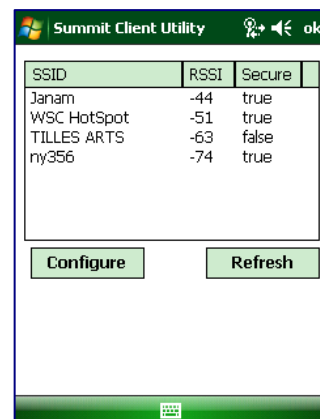 Summit Client Utility ok
SSID RSSI Secure
Janam -44 true
WSC HotSpot -51 true
TILLES ARTS -63 false
ny356 -74 true
Configure Refresh